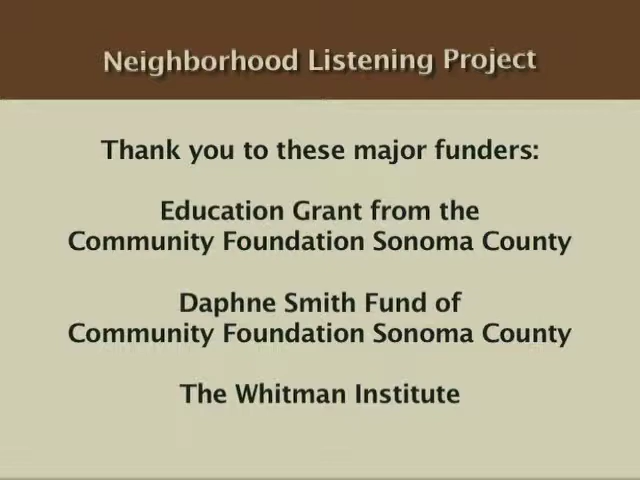 Neighborhood Listening Project
Thank you to these major funders:
Education Grant from the
Community Foundation Sonoma County
Daphne Smith Fund of
Community Foundation Sonoma County
The Whitman Institute